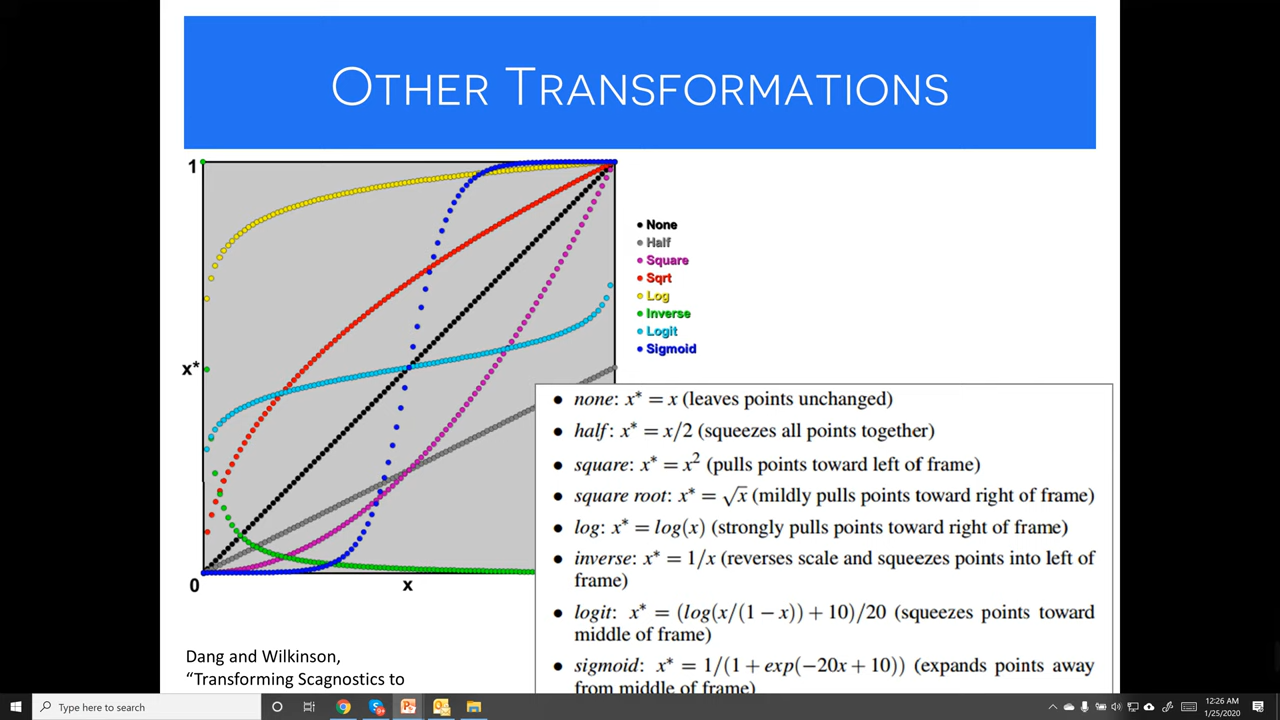 OTHER TRANSFORMATIONS
1
x*
0
x
None
Half
Square
Sqrt
Log
Inverse
Logit
Sigmoid
• none: x* = x (leaves points unchanged)
• half: x* = x/2 (squeezes all points together)
• square: x* = x² (pulls points toward left of frame)
• square root: x* = √x (mildly pulls points toward right of frame)
• log: x* = log(x) (strongly pulls points toward right of frame)
• inverse: x* = 1/x (reverses scale and squeezes points into left of
frame)
• logit: x* = (log(x/(1 − x)) + 10)/20 (squeezes points toward
middle of frame)
• sigmoid: x* = 1/(1 + exp(−20x + 10)) (expands points away
from middle of frame)
Dang and Wilkinson,
“Transforming Scagnostics to
Type here to search
12:26 AM
1/25/2020